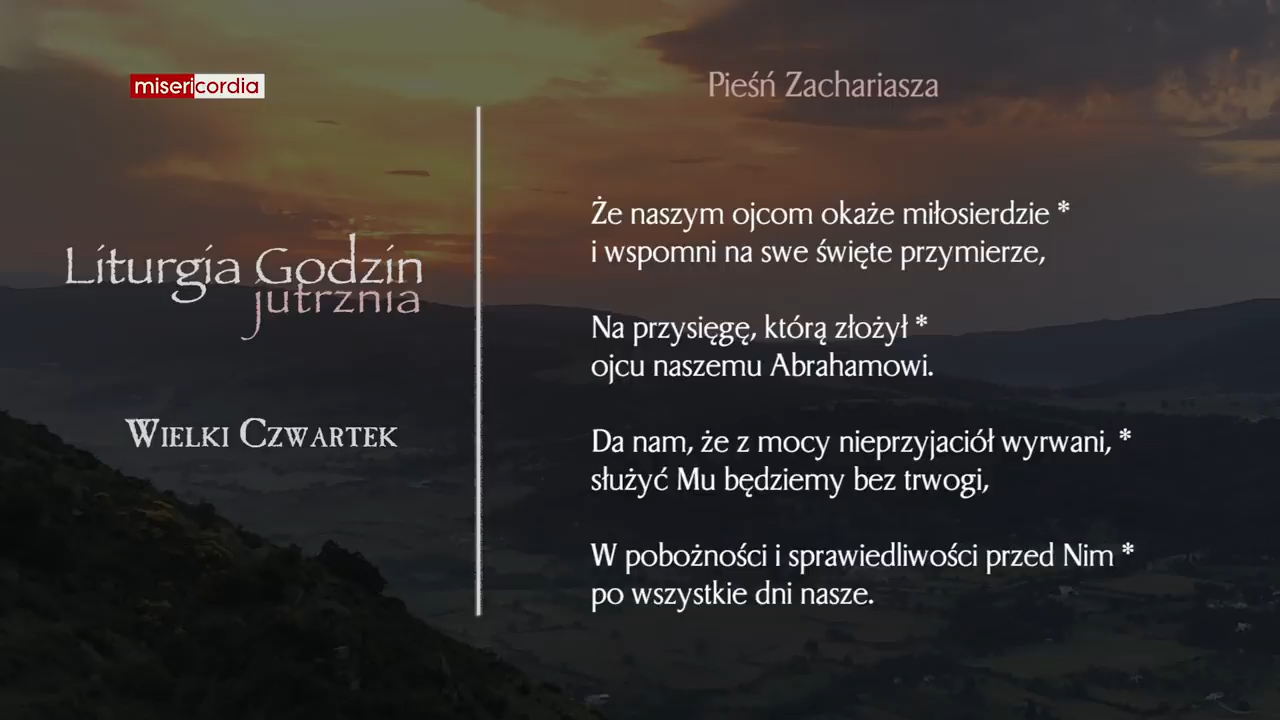 misericordia
Liturgia Godzin
jutrznia
Wielki Czwartek
Pieśń Zachariasza
Że naszym ojcom okaże miłosierdzie *
i wspomni na swe święte przymierze,
Na przysięgę, którą złożył *
ojcu naszemu Abrahamowi.
Da nam, że z mocy nieprzyjaciół wyrwani, *
służyć Mu będziemy bez trwogi,
W pobożności i sprawiedliwości przed Nim *
po wszystkie dni nasze.